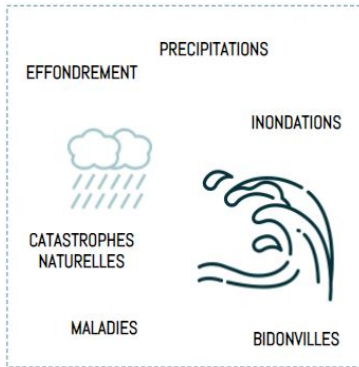 PRECIPITATIONS
EFFONDREMENT
INONDATIONS
CATASTROPHES
NATURELLES
MALADIES
BIDONVILLES